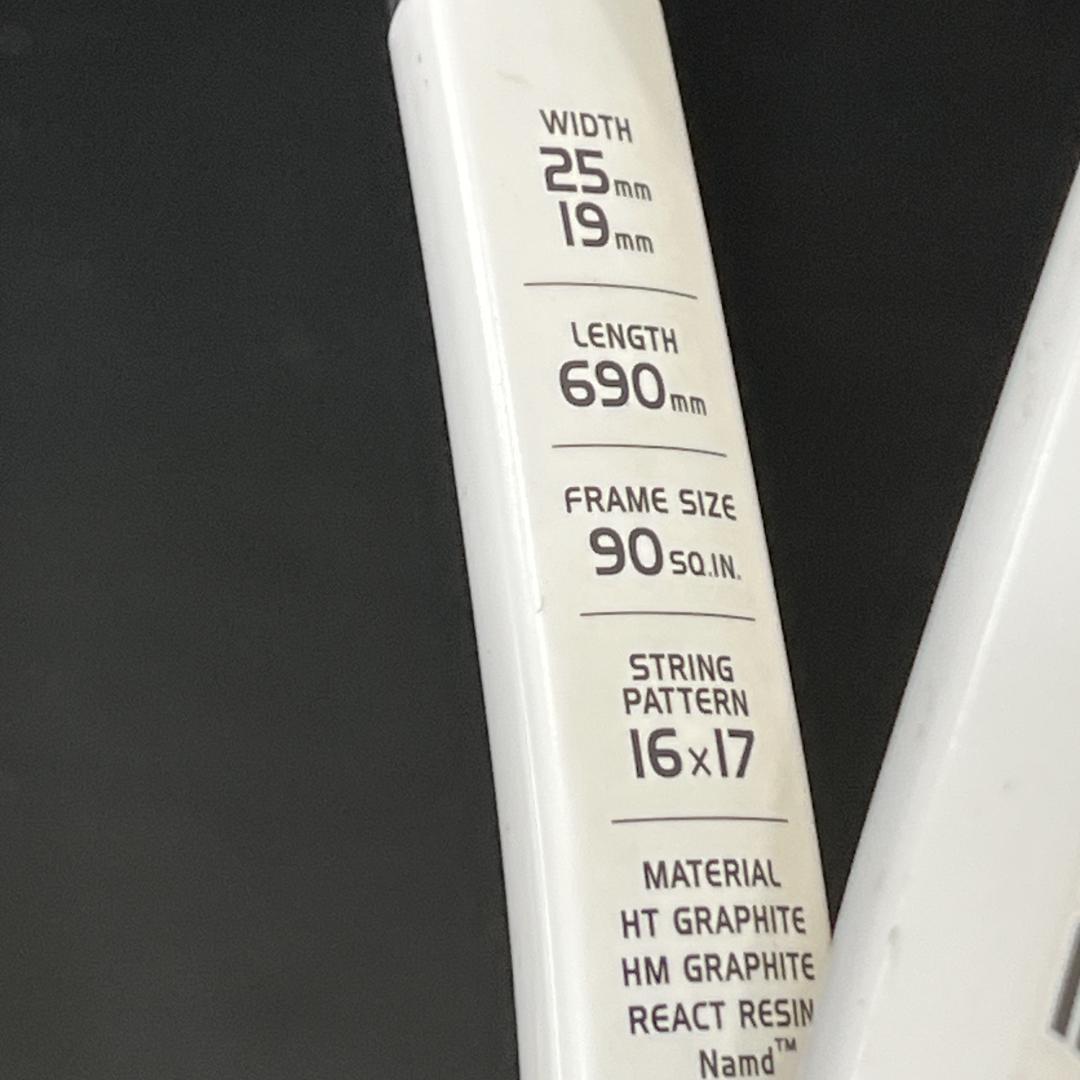 WIDTH
25mm
19mm
LENGTH
690mm
FRAME SIZE
90SQ.IN.
STRING
PATTERN
16x17
MATERIAL
HT GRAPHITE
HM GRAPHITE
REACT RESIN
Namd™